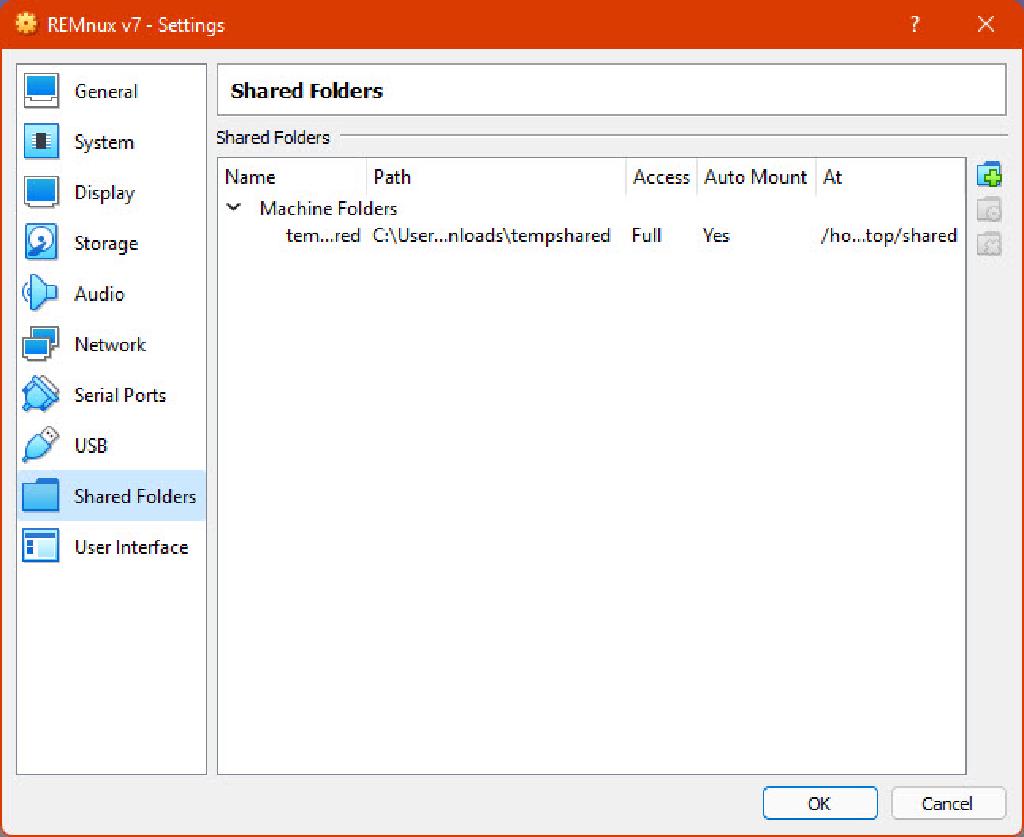 REMnux v7 - Settings
?
General
System
Display
Storage
Audio
Network
Serial Ports
USB
Shared Folders
User Interface
Shared Folders
Shared Folders
Name Path Access Auto Mount At
Machine Folders
tem...red C:\User...nloads\tempshared Full Yes /ho...top/shared
OK Cancel